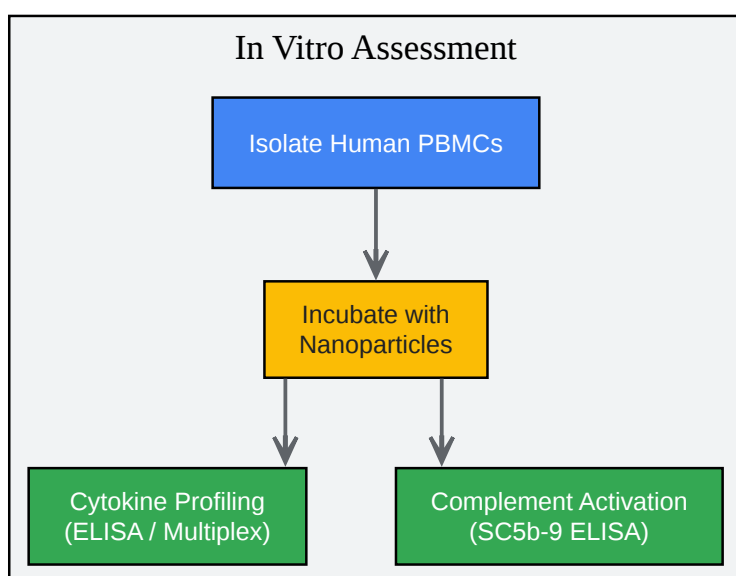 In Vitro Assessment
Isolate Human PBMCs
Incubate with
Nanoparticles
Cytokine Profiling
(ELISA / Multiplex)
Complement Activation
(SC5b-9 ELISA)